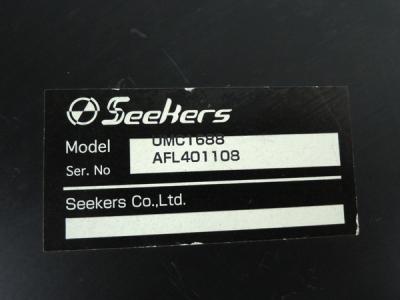 Seekers
Model UMC1688
Ser. No AFL401108
Seekers Co.,Ltd.